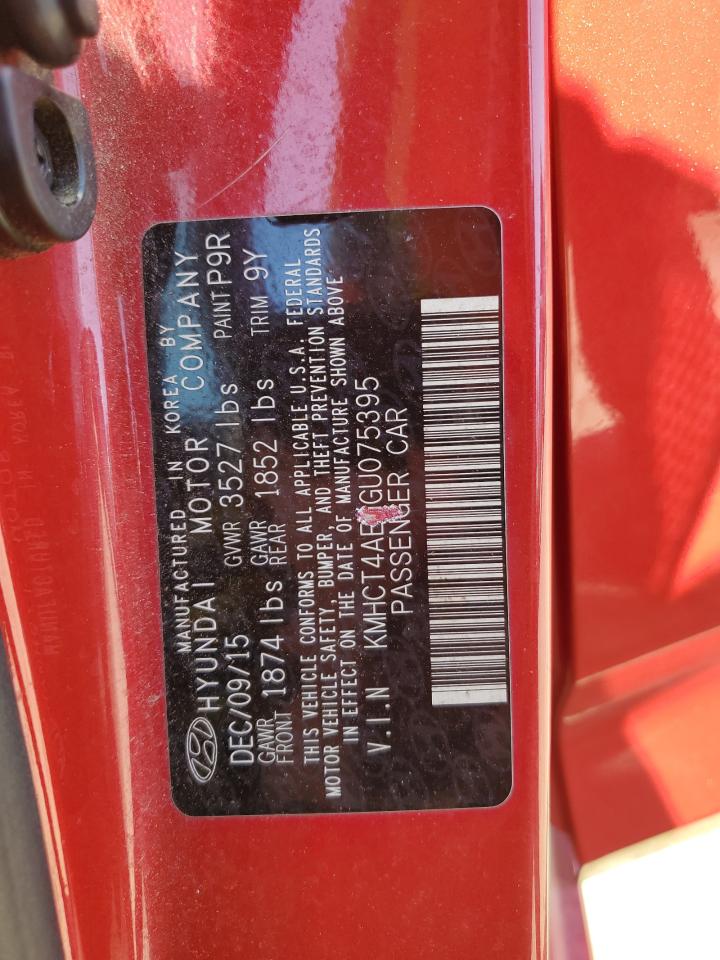 MANUFACTURED IN KOREA BY
HYUNDAI MOTOR COMPANY
DEC/09/15 GVWR 3527 lbs PAINT P9R
GAWR FRONT 1874 lbs GAWR REAR 1852 lbs TRIM 9Y
THIS VEHICLE CONFORMS TO ALL APPLICABLE U.S.A. FEDERAL
MOTOR VEHICLE SAFETY, BUMPER, AND THEFT PREVENTION STANDARDS
IN EFFECT ON THE DATE OF MANUFACTURE SHOWN ABOVE
V.I.N
PASSENGER CAR